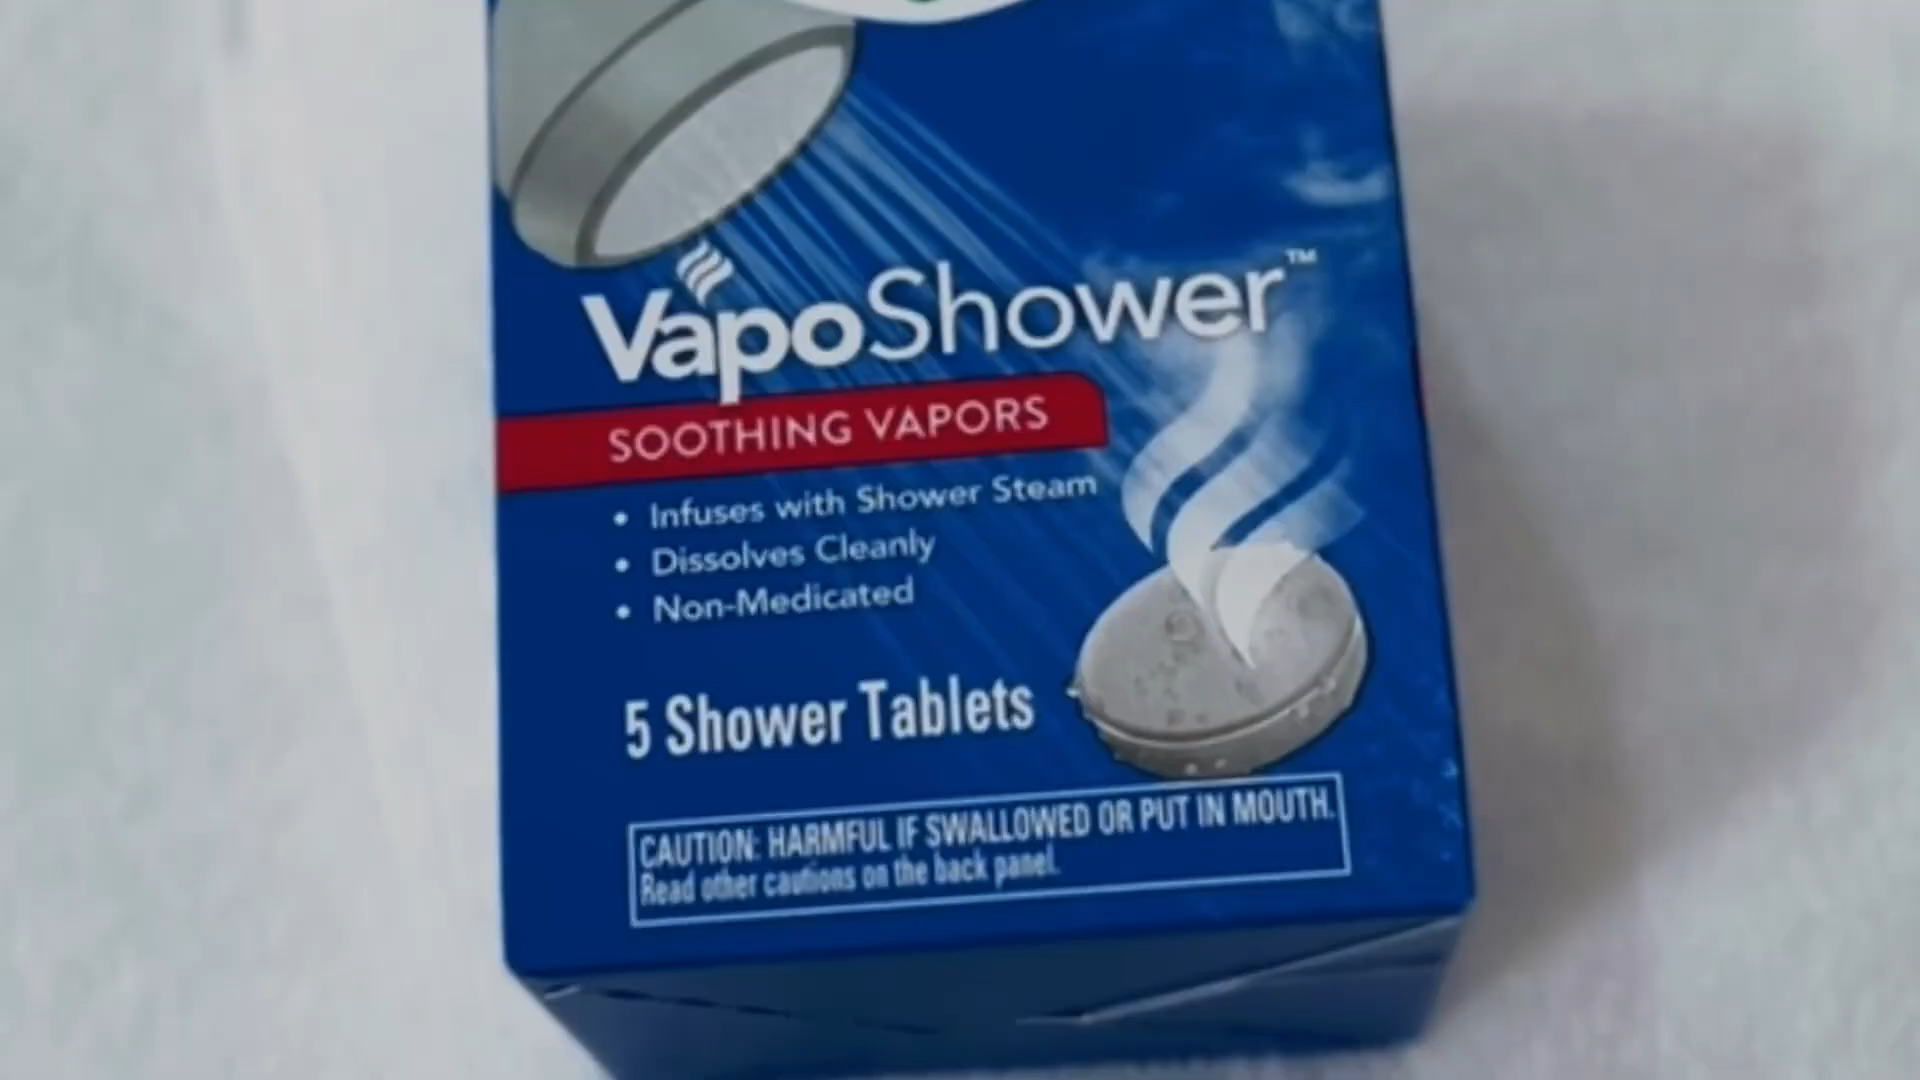 VapoShower™
SOOTHING VAPORS
• Infuses with Shower Steam
• Dissolves Cleanly
• Non-Medicated
5 Shower Tablets
CAUTION: HARMFUL IF SWALLOWED OR PUT IN MOUTH.
Read other cautions on the back panel.